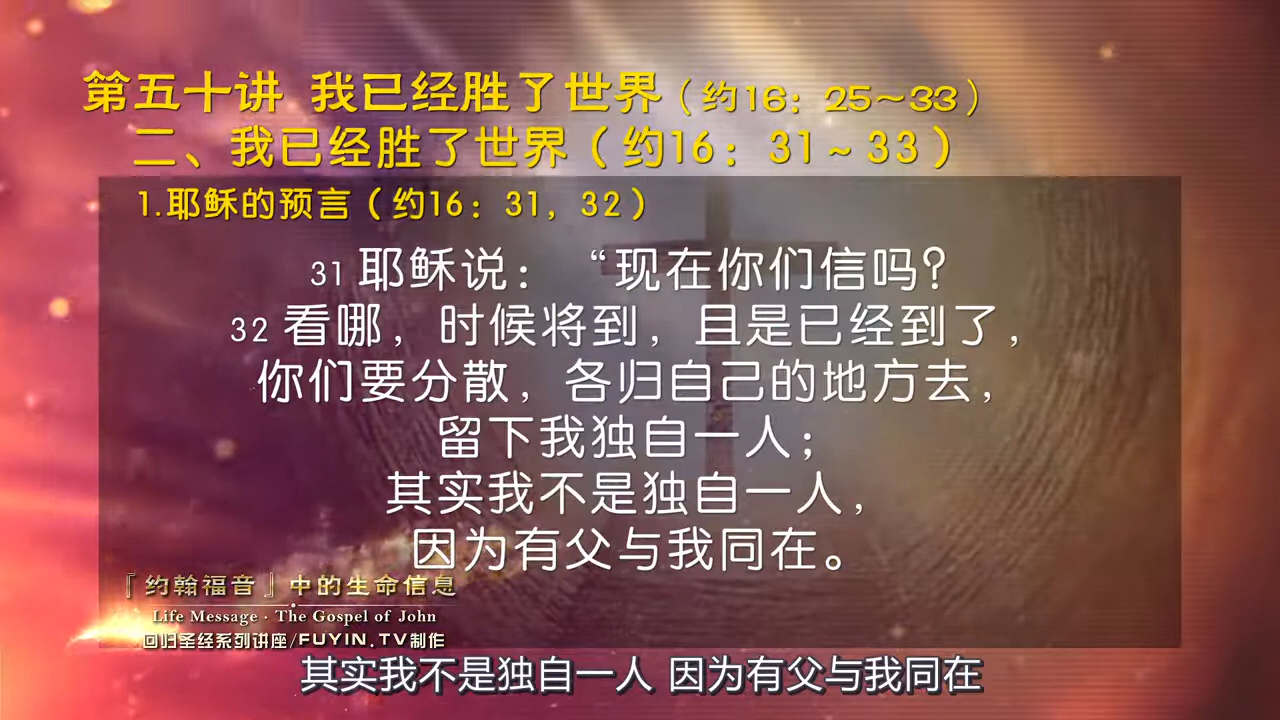 第五十讲 我已经胜了世界（约16：25～33）
二、我已经胜了世界（约16：31～33）
1.耶稣的预言（约16：31，32）
31 耶稣说：“现在你们信吗？
32 看哪，时候将到，且是已经到了，
你们要分散，各归自己的地方去，
留下我独自一人；
其实我不是独自一人，
因为有父与我同在。
『约翰福音』中的生命信息
Life Message · The Gospel of John
回归圣经系列讲座/FUYIN.TV制作
其实我不是独自一人 因为有父与我同在